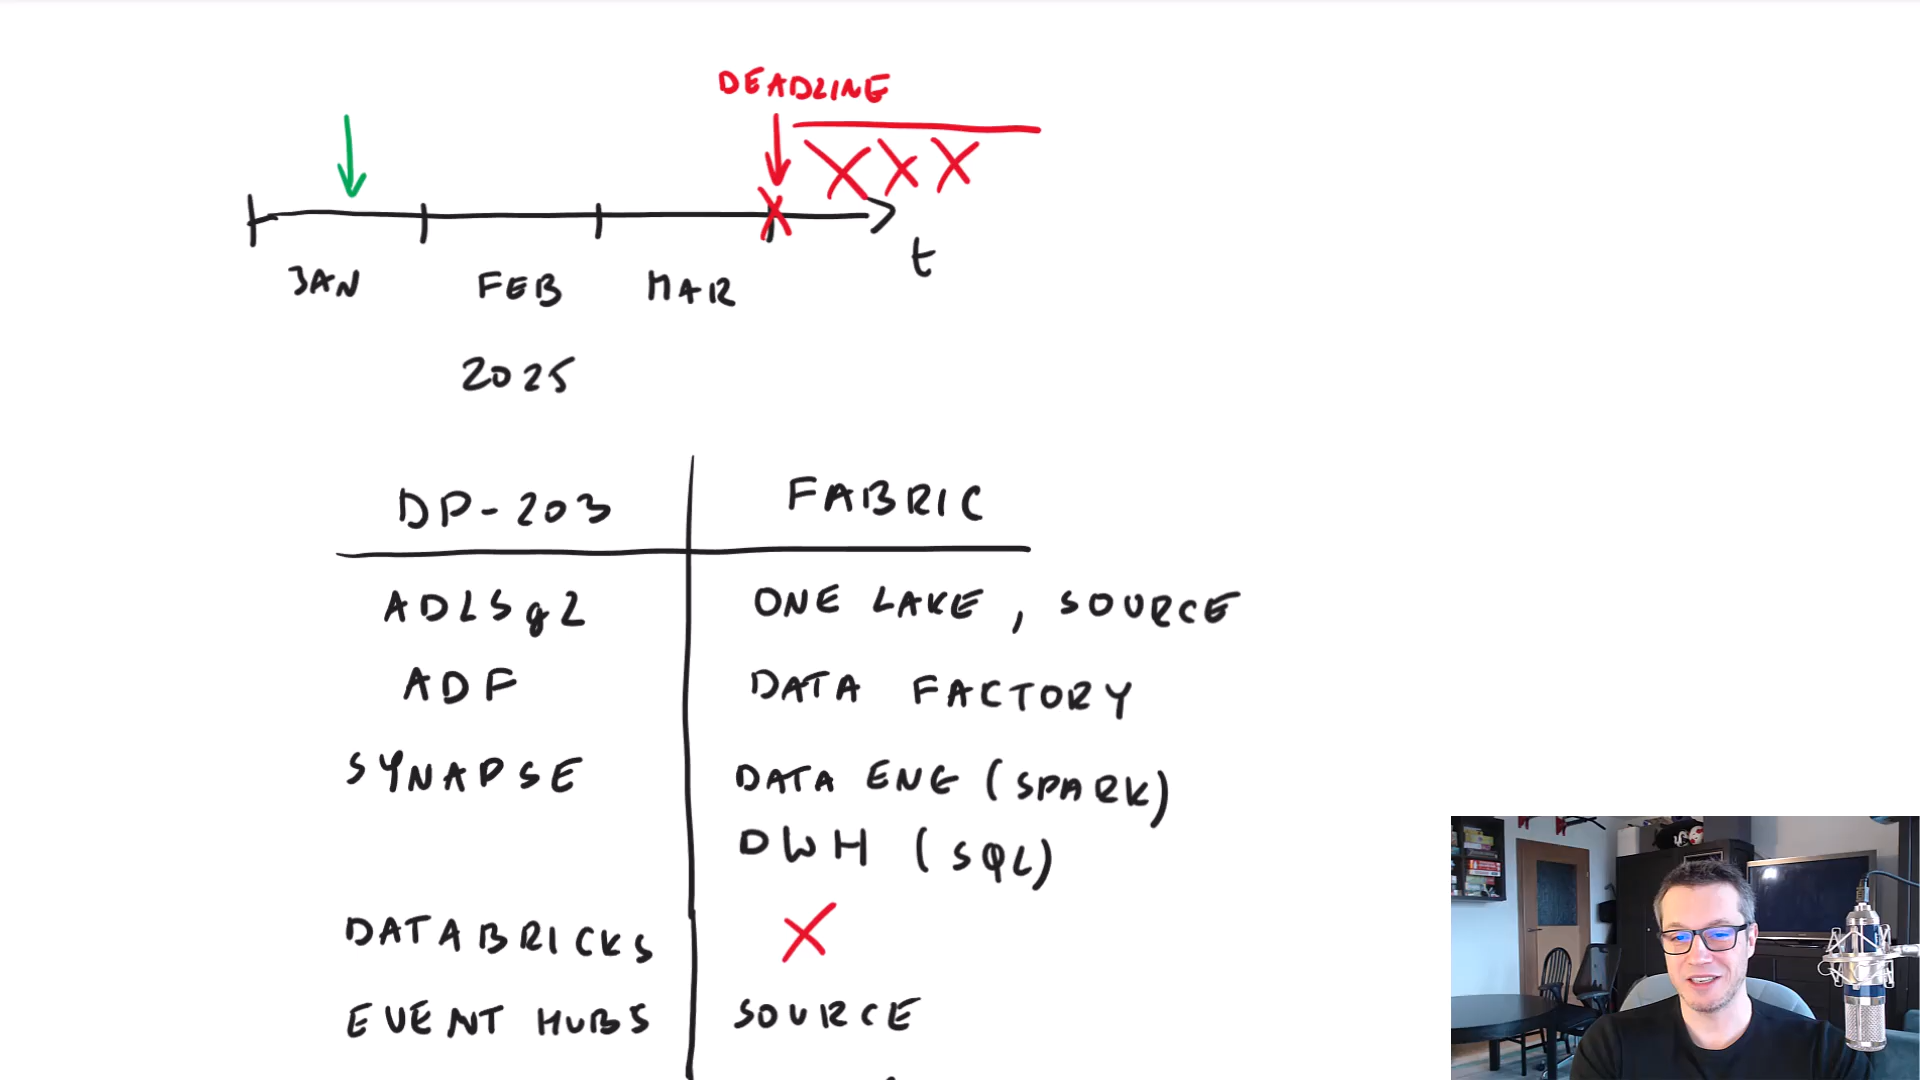 DEADLINE
t
JAN FEB MAR
2025
DP-203 FABRIC
ADLSg2 ONE LAKE, SOURCE
ADF DATA FACTORY
SYNAPSE DATA ENG (SPARK)
DWH (SQL)
DATABRICKS X
EVENT HUBS SOURCE